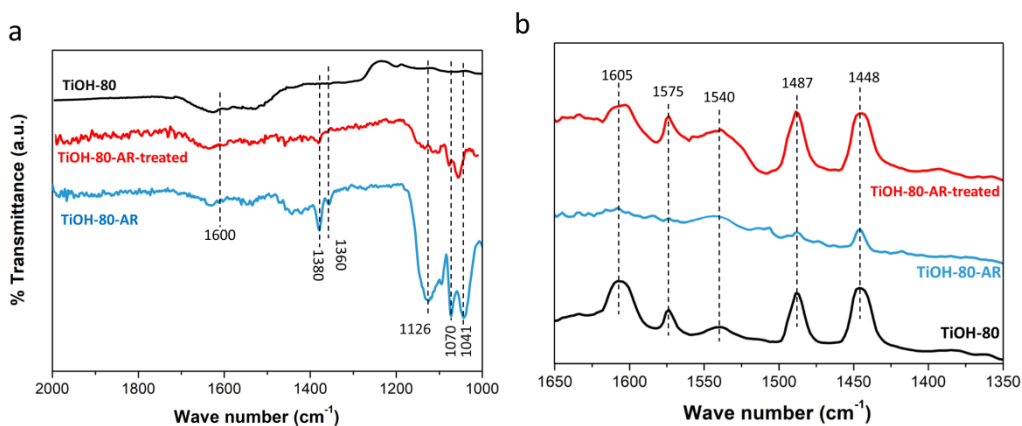 a
TiOH-80
TiOH-80-AR-treated
TiOH-80-AR
1600
1380
1360
1126
1070
1041
% Transmittance (a.u.)
2000 1800 1600 1400 1200 1000
Wave number (cm⁻¹)
b
1605 1575 1540 1487 1448
TiOH-80-AR-treated
TiOH-80-AR
TiOH-80
1650 1600 1550 1500 1450 1400 1350
Wave number (cm⁻¹)